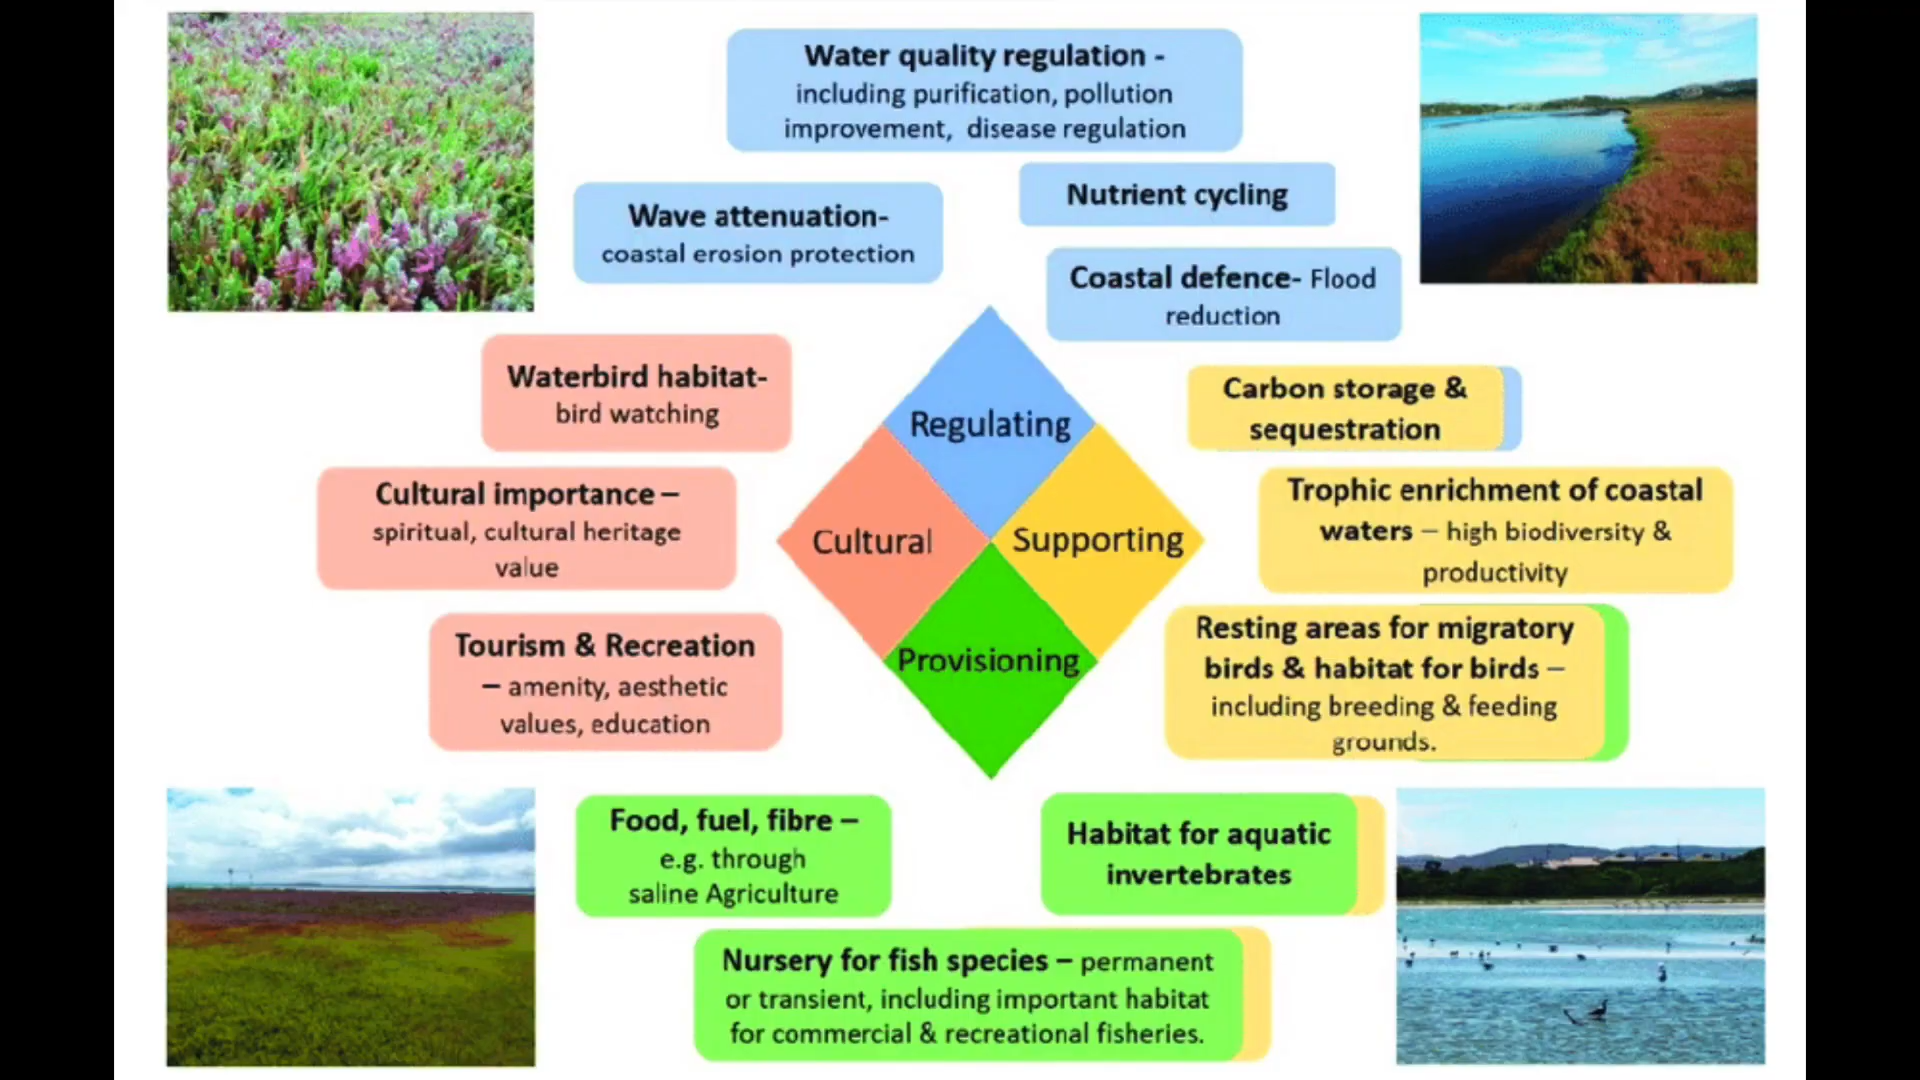 Water quality regulation -
including purification, pollution
improvement, disease regulation
Wave attenuation-
coastal erosion protection
Nutrient cycling
Coastal defence- Flood
reduction
Waterbird habitat-
bird watching
Cultural importance –
spiritual, cultural heritage
value
Tourism & Recreation
– amenity, aesthetic
values, education
Regulating
Cultural
Supporting
Provisioning
Carbon storage &
sequestration
Trophic enrichment of coastal
waters – high biodiversity &
productivity
Resting areas for migratory
birds & habitat for birds –
including breeding & feeding
grounds.
Food, fuel, fibre –
e.g. through
saline Agriculture
Habitat for aquatic
invertebrates
Nursery for fish species – permanent
or transient, including important habitat
for commercial & recreational fisheries.